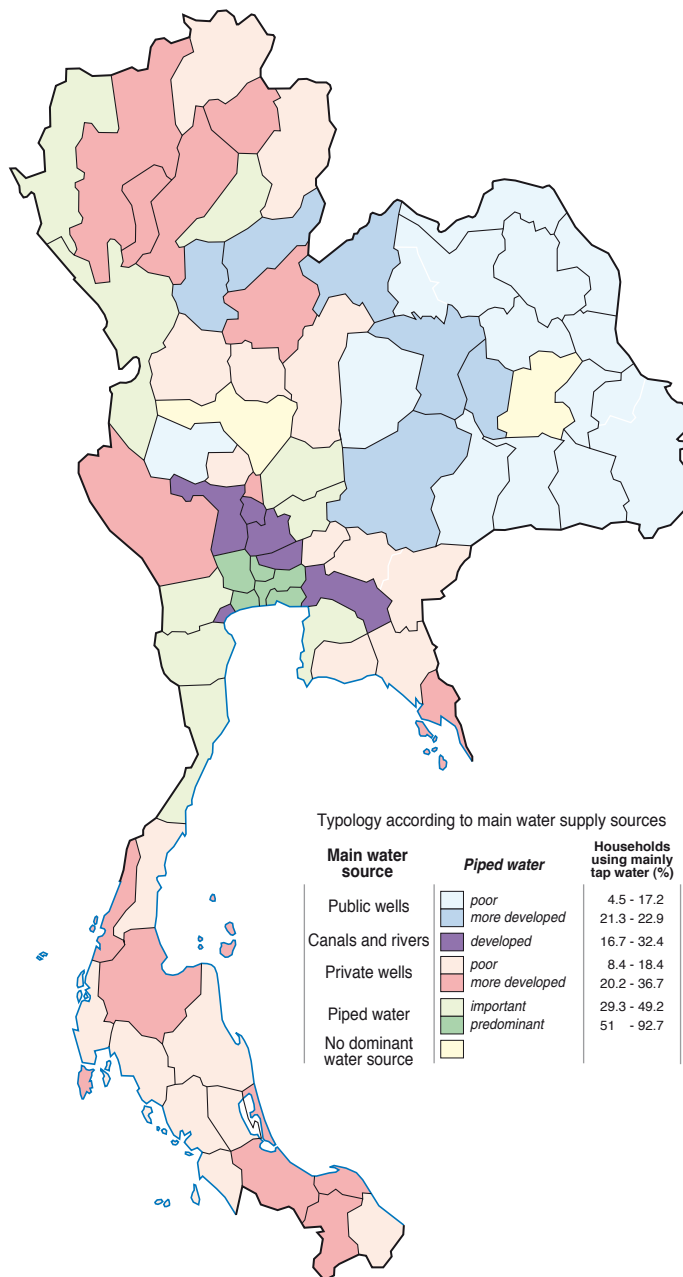 Typology according to main water supply sources
Main water source
Piped water
Households using mainly tap water (%)
Public wells
poor
4.5 - 17.2
more developed
21.3 - 22.9
Canals and rivers
developed
16.7 - 32.4
Private wells
poor
8.4 - 18.4
more developed
20.2 - 36.7
Piped water
important
29.3 - 49.2
predominant
51 - 92.7
No dominant water source